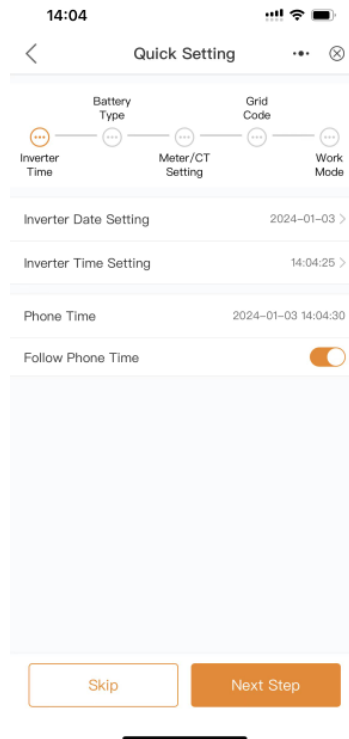 14:04
Quick Setting
Battery
Type
Grid
Code
Inverter
Time
Meter/CT
Setting
Work
Mode
Inverter Date Setting 2024-01-03
Inverter Time Setting 14:04:25
Phone Time 2024-01-03 14:04:30
Follow Phone Time
Skip Next Step